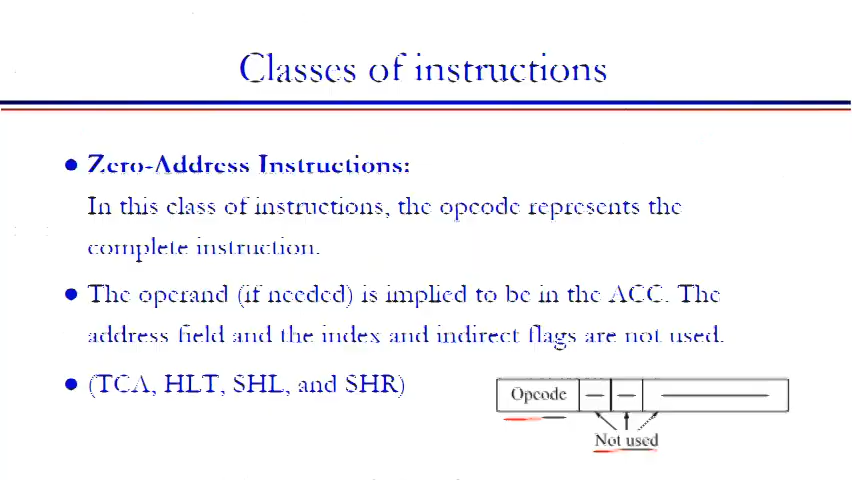 Classes of instructions
● Zero-Address Instructions:
In this class of instructions, the opcode represents the
complete instruction.
● The operand (if needed) is implied to be in the ACC. The
address field and the index and indirect flags are not used.
● (TCA, HLT, SHL, and SHR)
Opcode — — —
Not used